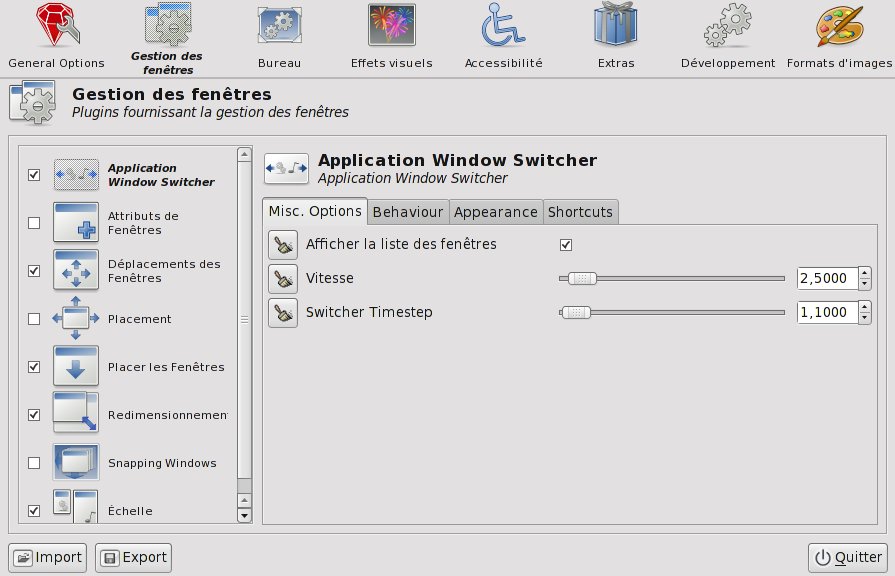 General Options
Gestion des
fenêtres
Bureau
Effets visuels
Accessibilité
Extras
Développement
Formats d'images
Gestion des fenêtres
Plugins fournissant la gestion des fenêtres
Application
Window Switcher
Attributs de
Fenêtres
Déplacements des
Fenêtres
Placement
Placer les Fenêtres
Redimensionnemen
Snapping Windows
Échelle
Application Window Switcher
Application Window Switcher
Misc. Options Behaviour Appearance Shortcuts
Afficher la liste des fenêtres
Vitesse 2,5000
Switcher Timestep 1,1000
Import Export Quitter